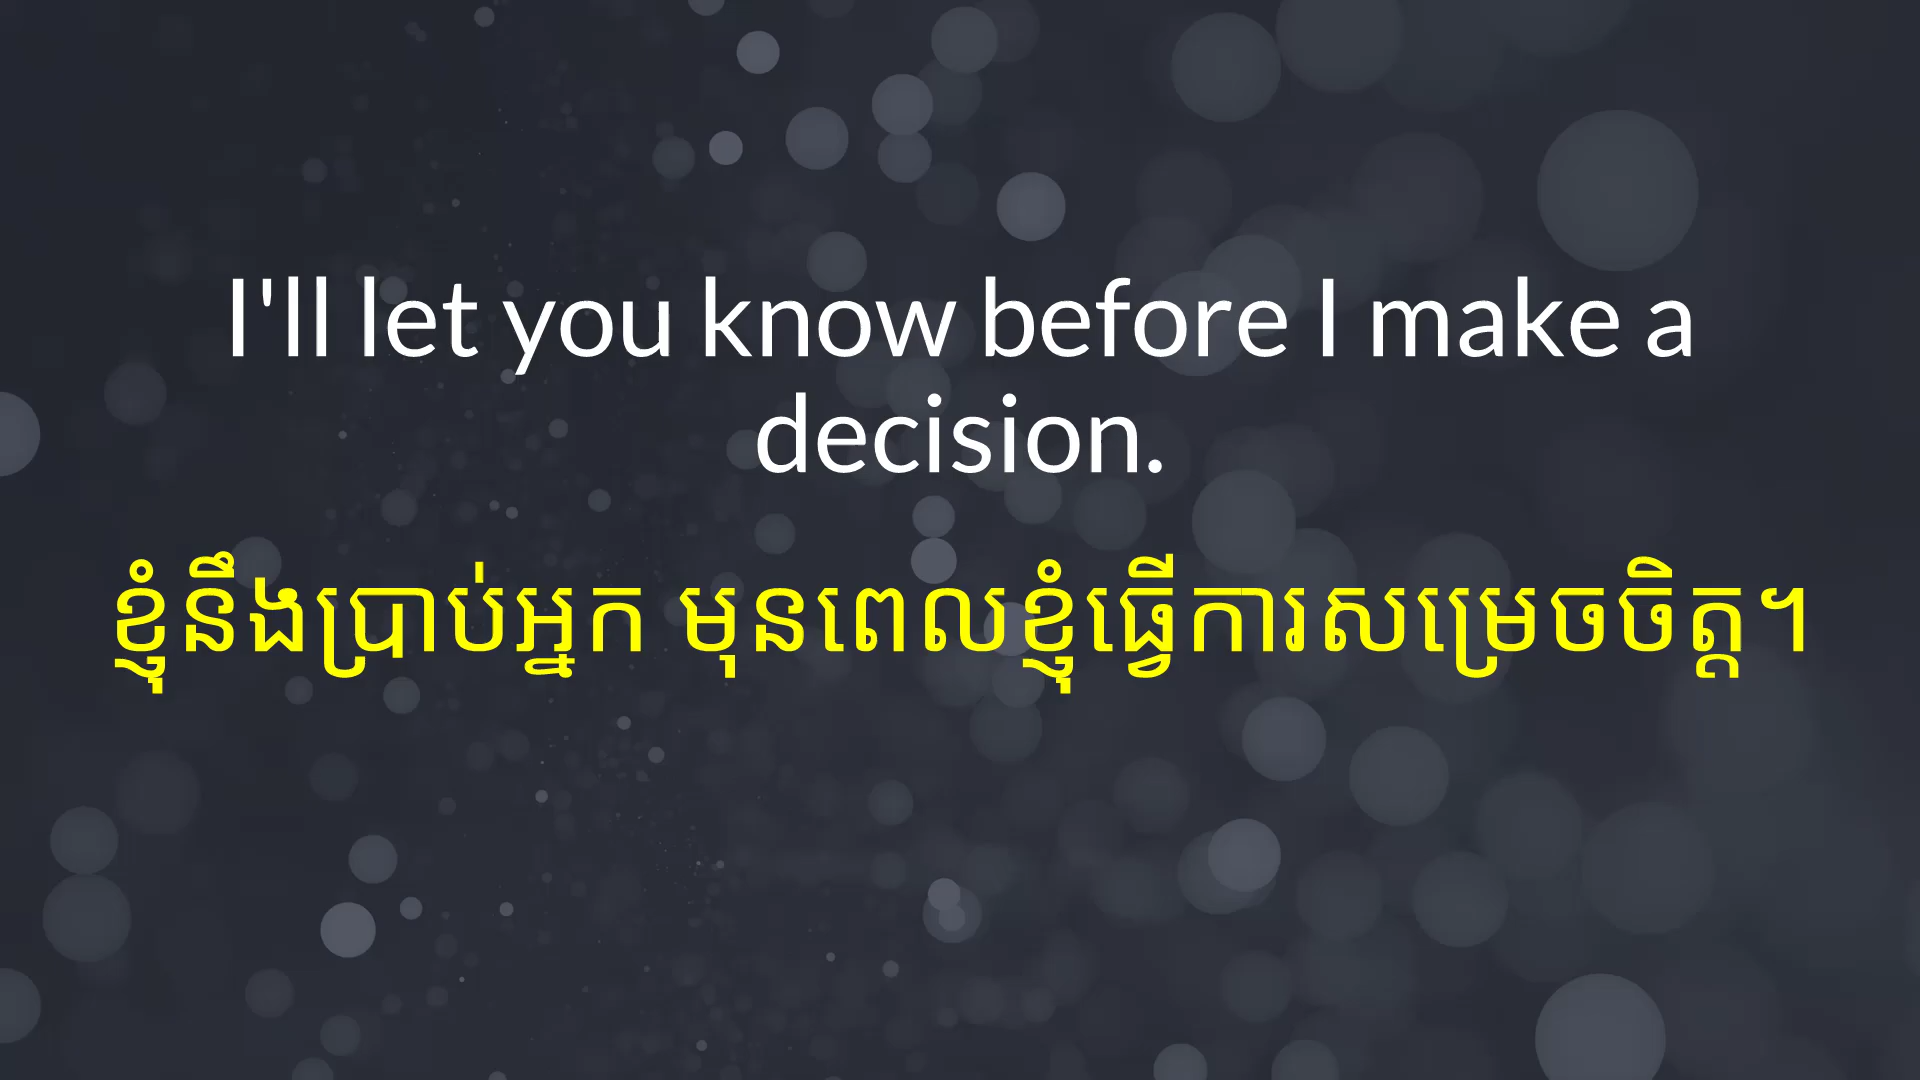 I'll let you know before I make a
decision.
ខ្ញុំនឹងប្រាប់អ្នក មុនពេលខ្ញុំធ្វើការសម្រេចចិត្ត។